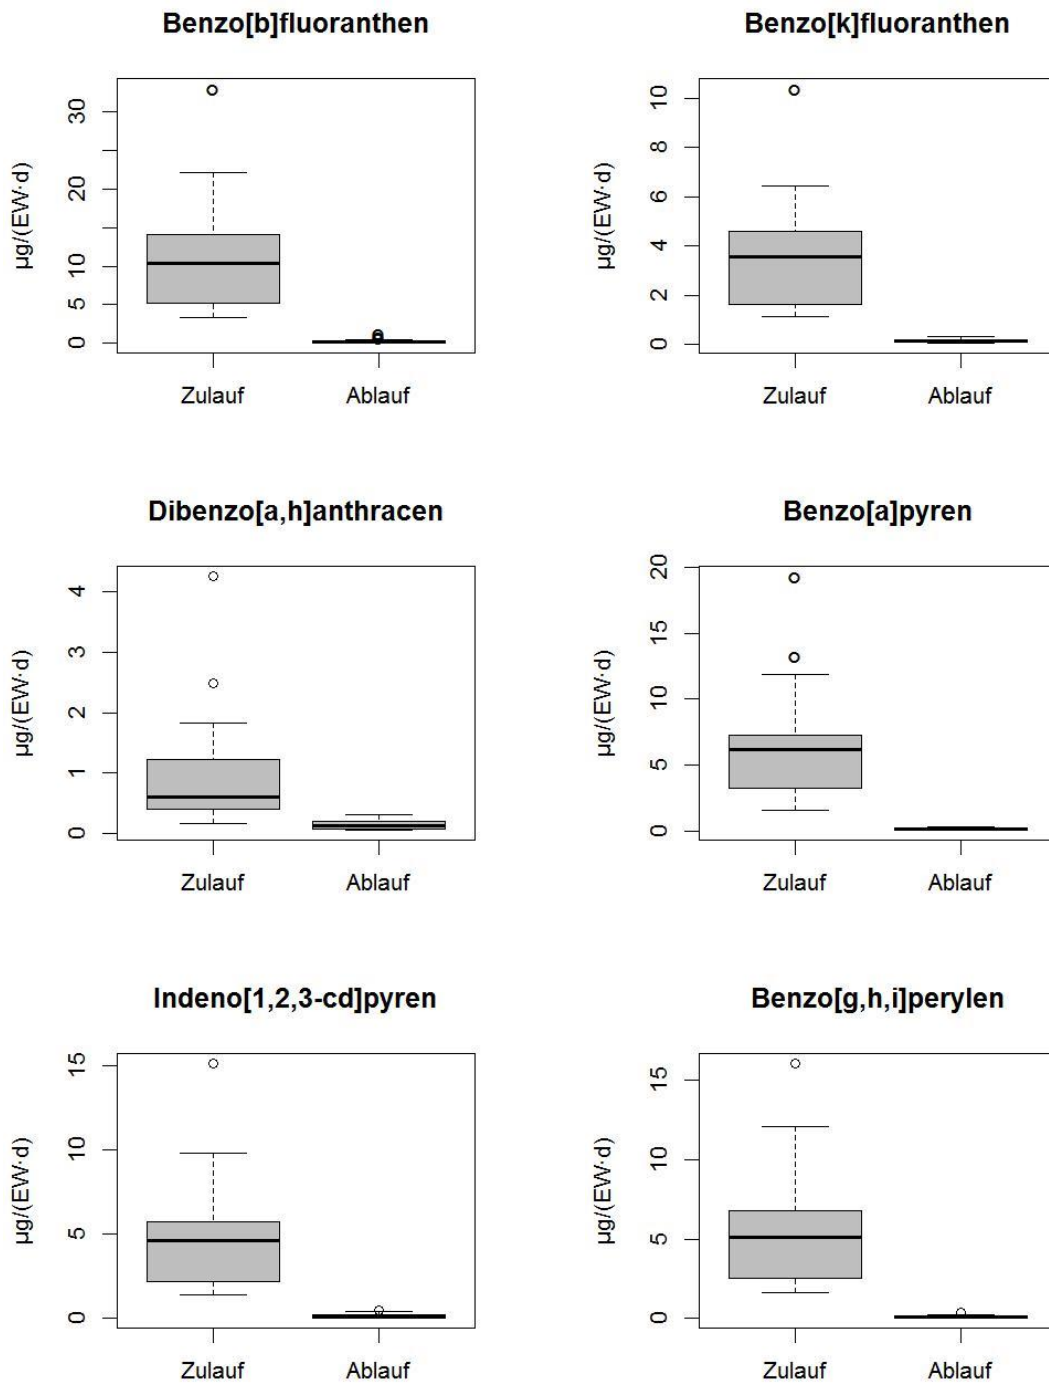 Benzo[b]fluoranthen
µg/(EW·d)
30
20
10
5
0
Zulauf Ablauf
Benzo[k]fluoranthen
µg/(EW·d)
10
8
6
4
2
0
Zulauf Ablauf
Dibenzo[a,h]anthracen
µg/(EW·d)
4
3
2
1
0
Zulauf Ablauf
Benzo[a]pyren
µg/(EW·d)
20
15
10
5
0
Zulauf Ablauf
Indeno[1,2,3-cd]pyren
µg/(EW·d)
15
10
5
0
Zulauf Ablauf
Benzo[g,h,i]perylen
µg/(EW·d)
15
10
5
0
Zulauf Ablauf